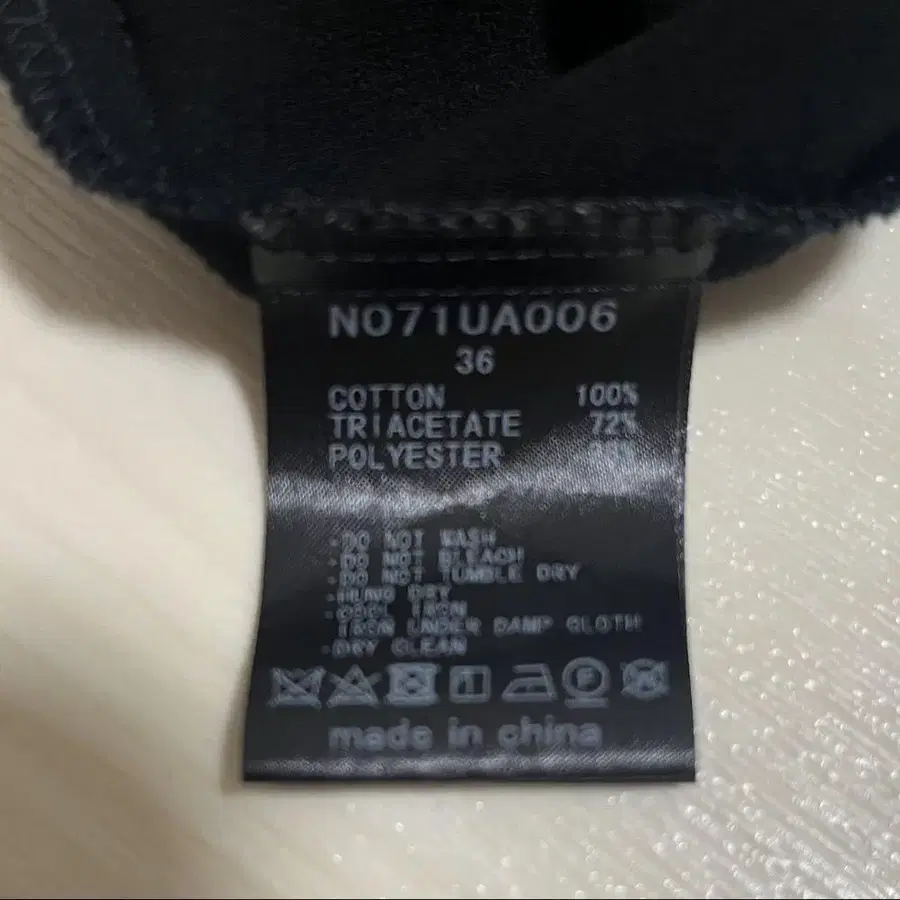 NO71UA006
36
COTTON 100%
TRIACETATE 72%
POLYESTER
-DO NOT WASH
-DO NOT BLEACH
-DO NOT TUMBLE DRY
-HUNG DRY
-COOL IRON
IRON UNDER DAMP CLOTH
-DRY CLEAN
F
made in china